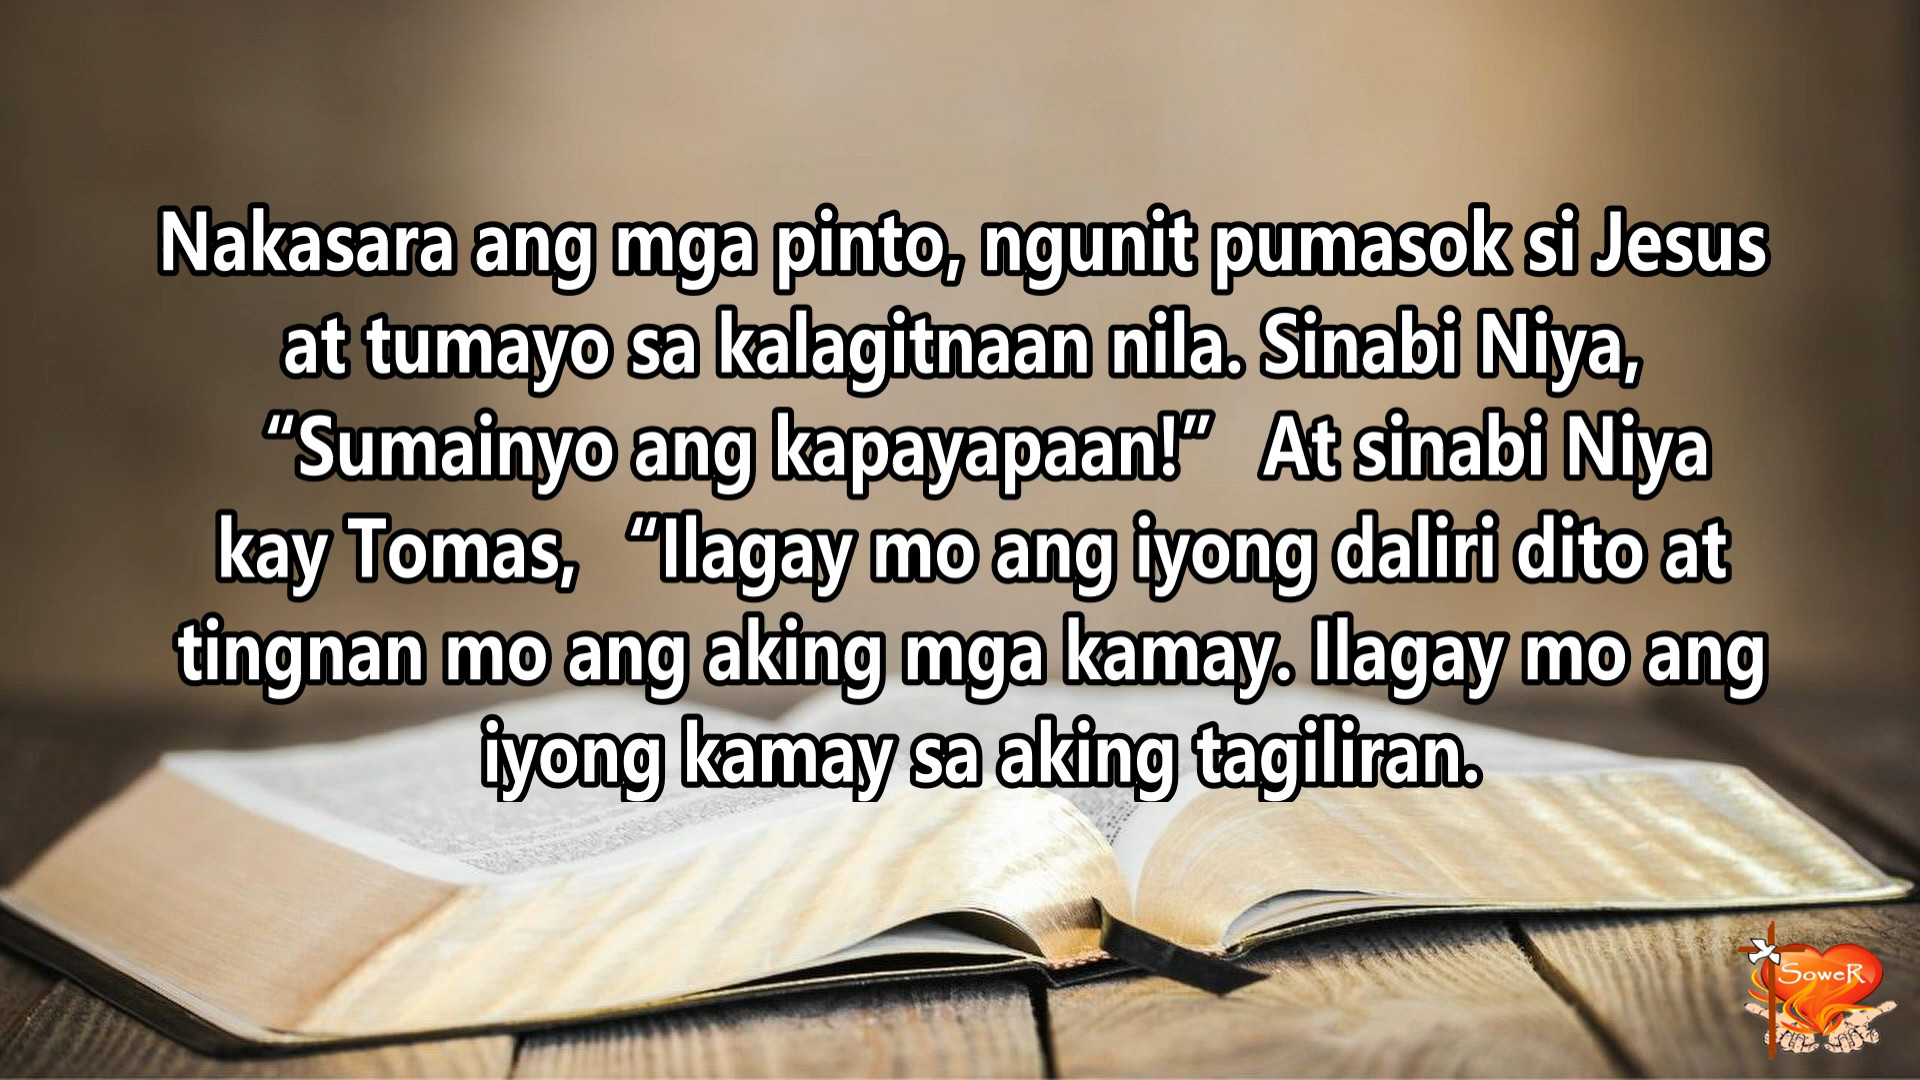 Nakasara ang mga pinto, ngunit pumasok si Jesus
at tumayo sa kalagitnaan nila. Sinabi Niya,
“Sumainyo ang kapayapaan!” At sinabi Niya
kay Tomas, “Ilagay mo ang iyong daliri dito at
tingnan mo ang aking mga kamay. Ilagay mo ang
iyong kamay sa aking tagiliran.
SoweR